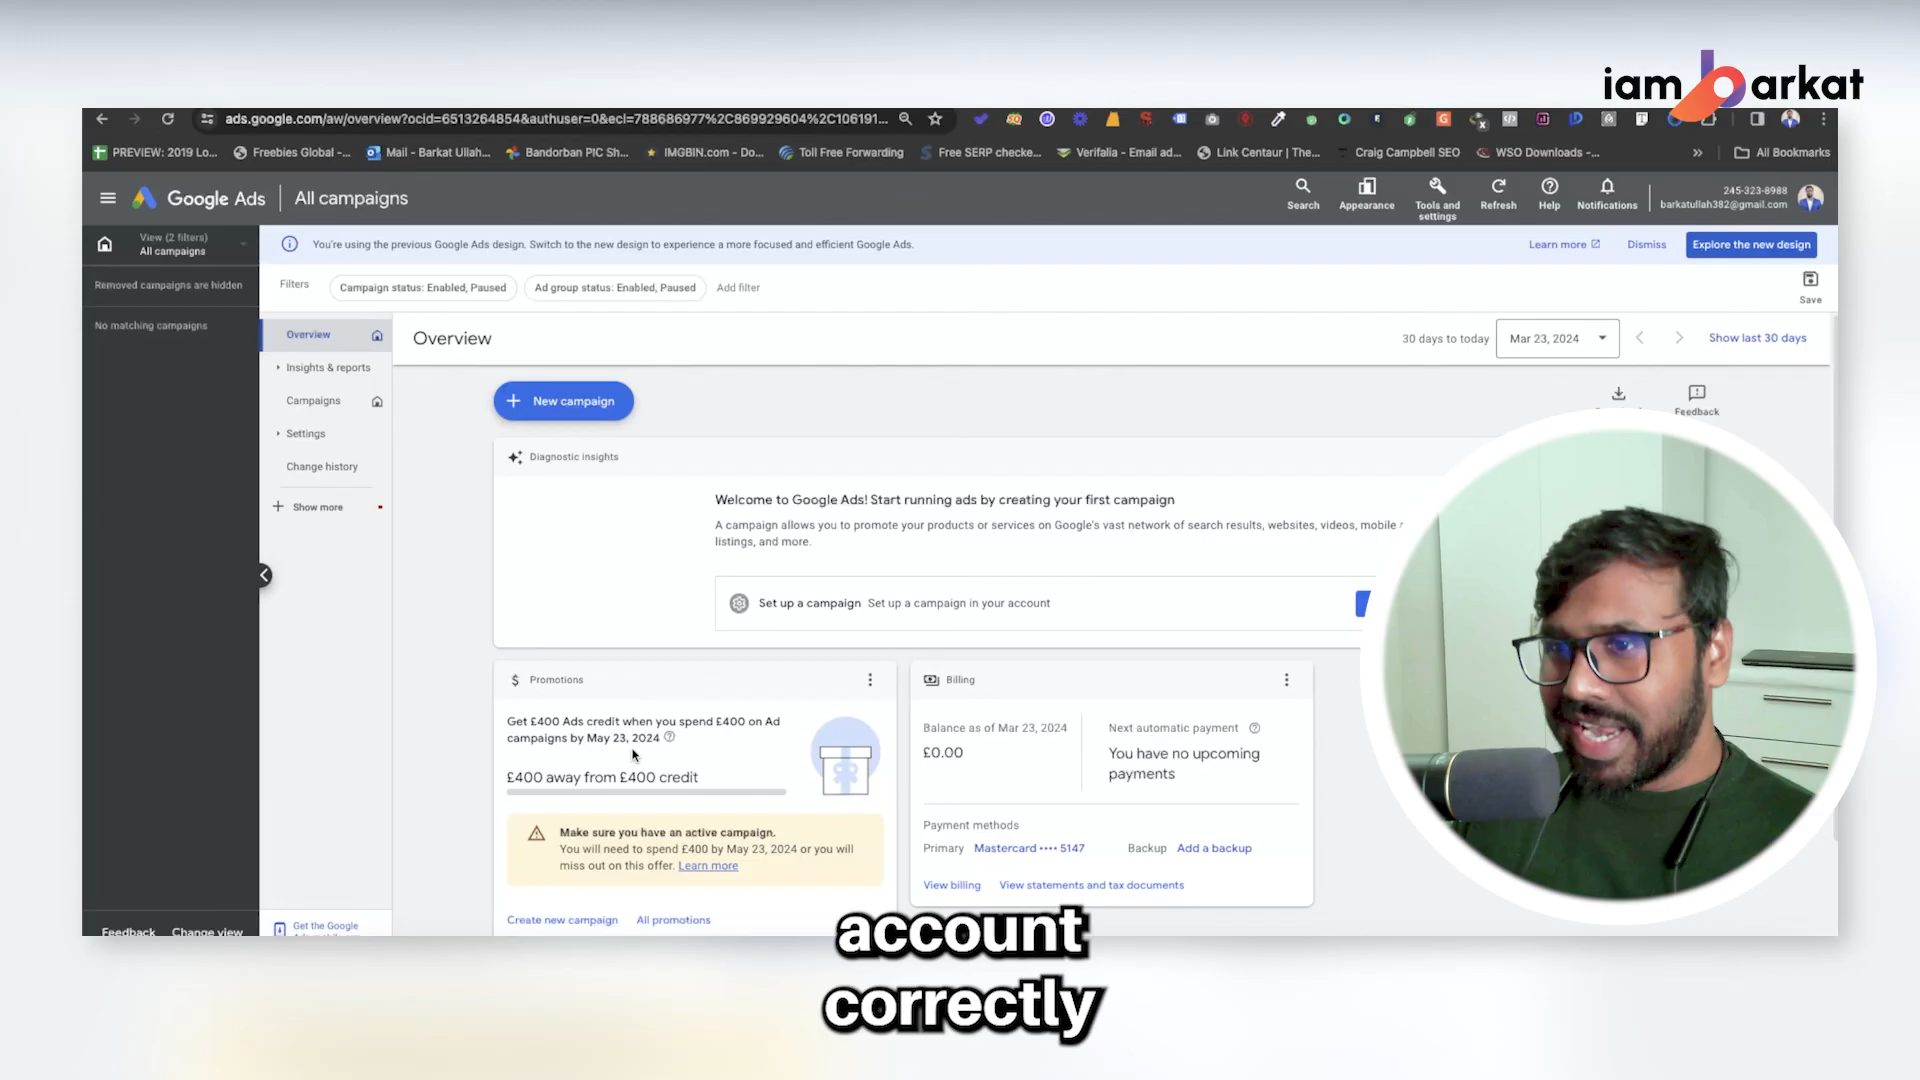 iam barkat
ads.google.com/aw/overview?ocid=6513264854&authuser=0&ecl=788686977%2C869929604%2C106191...
PREVIEW: 2019 Lo...
Freebies Global -...
Mail - Barkat Ullah...
Bandorban PIC Sh...
IMGBIN.com - Do...
Toll Free Forwarding
Free SERP checke...
Verifalia - Email ad...
Link Centaur | The...
Craig Campbell SEO
WSO Downloads -...
All Bookmarks
Google Ads
All campaigns
Search
Appearance
Tools and
settings
Refresh
Help
Notifications
245-323-8988
barkatullah382@gmail.com
View (2 filters)
All campaigns
Removed campaigns are hidden
No matching campaigns
You're using the previous Google Ads design. Switch to the new design to experience a more focused and efficient Google Ads.
Learn more
Dismiss
Explore the new design
Filters
Campaign status: Enabled, Paused
Ad group status: Enabled, Paused
Add filter
Save
Overview
Insights & reports
Campaigns
Settings
Change history
Show more
Overview
30 days to today
Mar 23, 2024
Show last 30 days
New campaign
Feedback
Diagnostic insights
Welcome to Google Ads! Start running ads by creating your first campaign
A campaign allows you to promote your products or services on Google's vast network of search results, websites, videos, mobile
listings, and more.
Set up a campaign Set up a campaign in your account
Promotions
Get £400 Ads credit when you spend £400 on Ad
campaigns by May 23, 2024
£400 away from £400 credit
Make sure you have an active campaign.
You will need to spend £400 by May 23, 2024 or you will
miss out on this offer. Learn more
Create new campaign
All promotions
Billing
Balance as of Mar 23, 2024
£0.00
Next automatic payment
You have no upcoming
payments
Payment methods
Primary Mastercard •••• 5147
Backup Add a backup
View billing
View statements and tax documents
Feedback
Change view
Get the Google
account
correctly